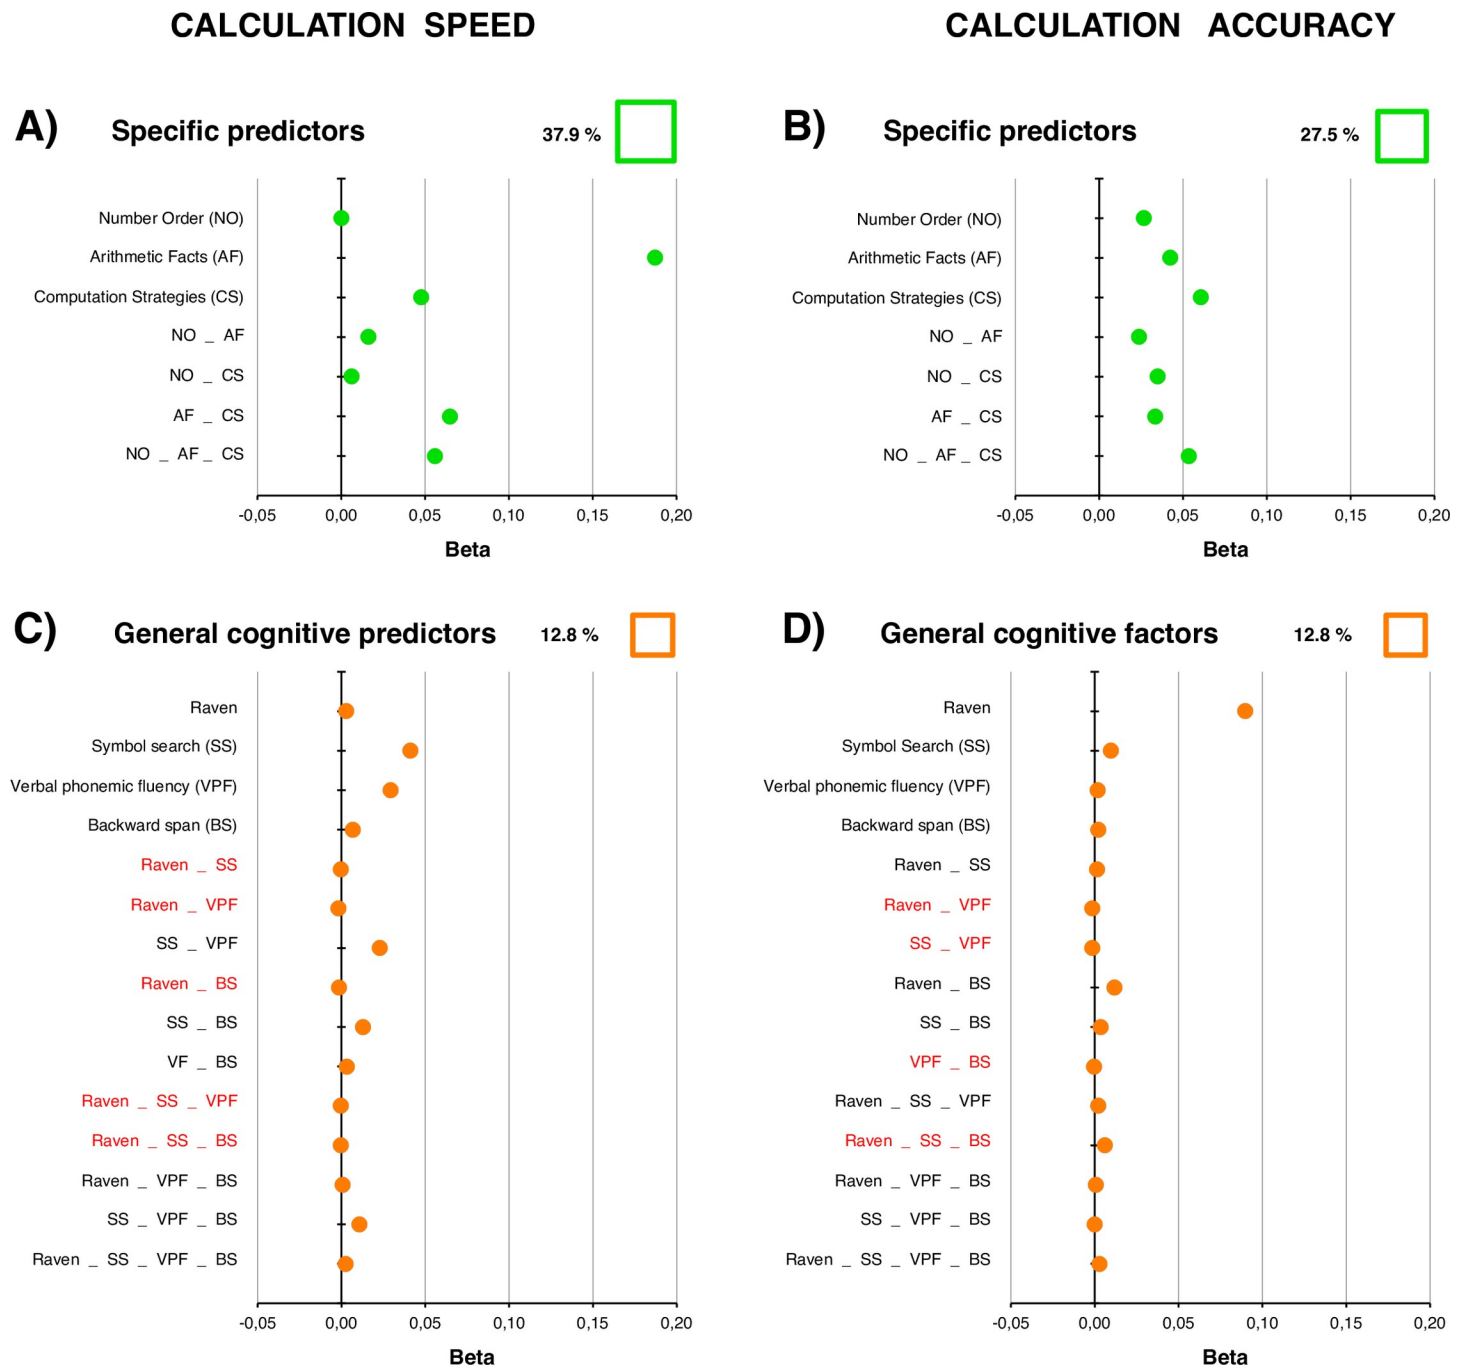 CALCULATION SPEED
CALCULATION ACCURACY
A) Specific predictors 37.9 %
Number Order (NO)
Arithmetic Facts (AF)
Computation Strategies (CS)
NO _ AF
NO _ CS
AF _ CS
NO _ AF _ CS
-0,05 0,00 0,05 0,10 0,15 0,20
Beta
B) Specific predictors 27.5 %
Number Order (NO)
Arithmetic Facts (AF)
Computation Strategies (CS)
NO _ AF
NO _ CS
AF _ CS
NO _ AF _ CS
-0,05 0,00 0,05 0,10 0,15 0,20
Beta
C) General cognitive predictors 12.8 %
Raven
Symbol search (SS)
Verbal phonemic fluency (VPF)
Backward span (BS)
Raven _ SS
Raven _ VPF
SS _ VPF
Raven _ BS
SS _ BS
VF _ BS
Raven _ SS _ VPF
Raven _ SS _ BS
Raven _ VPF _ BS
SS _ VPF _ BS
Raven _ SS _ VPF _ BS
-0,05 0,00 0,05 0,10 0,15 0,20
Beta
D) General cognitive factors 12.8 %
Raven
Symbol Search (SS)
Verbal phonemic fluency (VPF)
Backward span (BS)
Raven _ SS
Raven _ VPF
SS _ VPF
Raven _ BS
SS _ BS
VPF _ BS
Raven _ SS _ VPF
Raven _ SS _ BS
Raven _ VPF _ BS
SS _ VPF _ BS
Raven _ SS _ VPF _ BS
-0,05 0,00 0,05 0,10 0,15 0,20
Beta